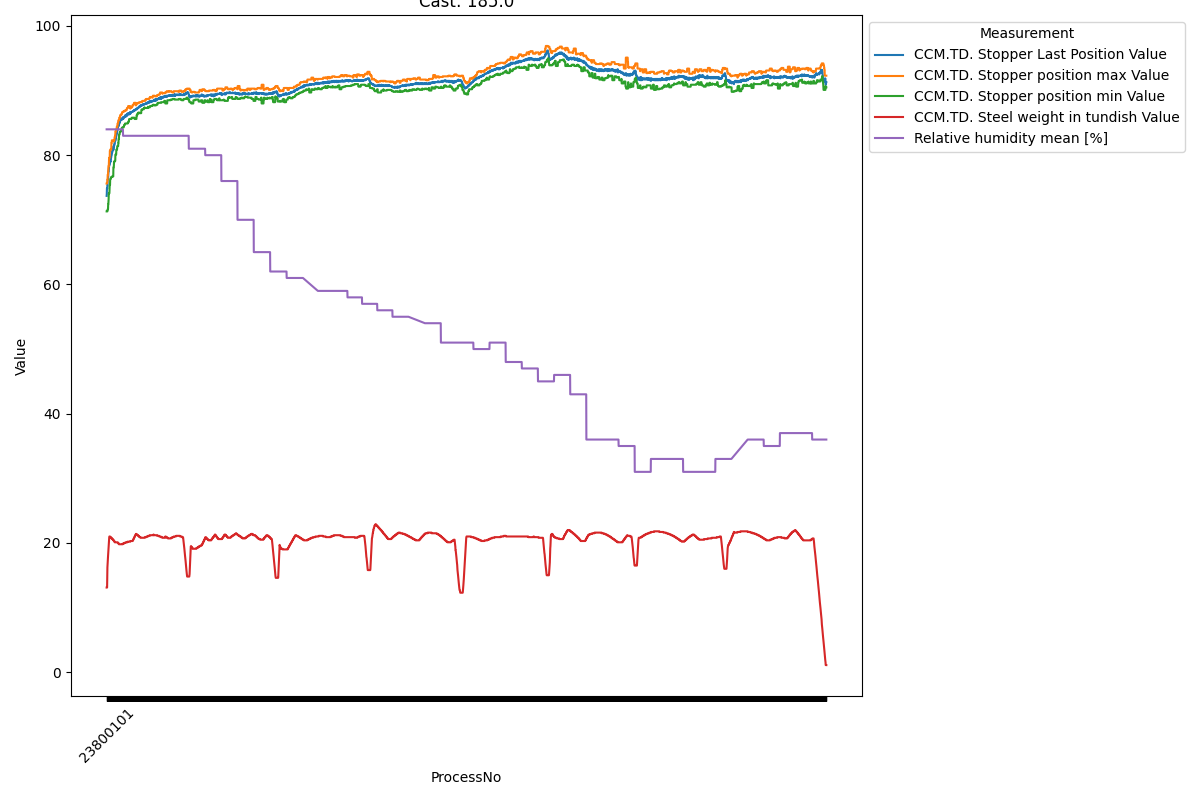 Cast: 185.0
100
80
60
40
20
0
Value
23800101
ProcessNo
Measurement
CCM.TD. Stopper Last Position Value
CCM.TD. Stopper position max Value
CCM.TD. Stopper position min Value
CCM.TD. Steel weight in tundish Value
Relative humidity mean [%]